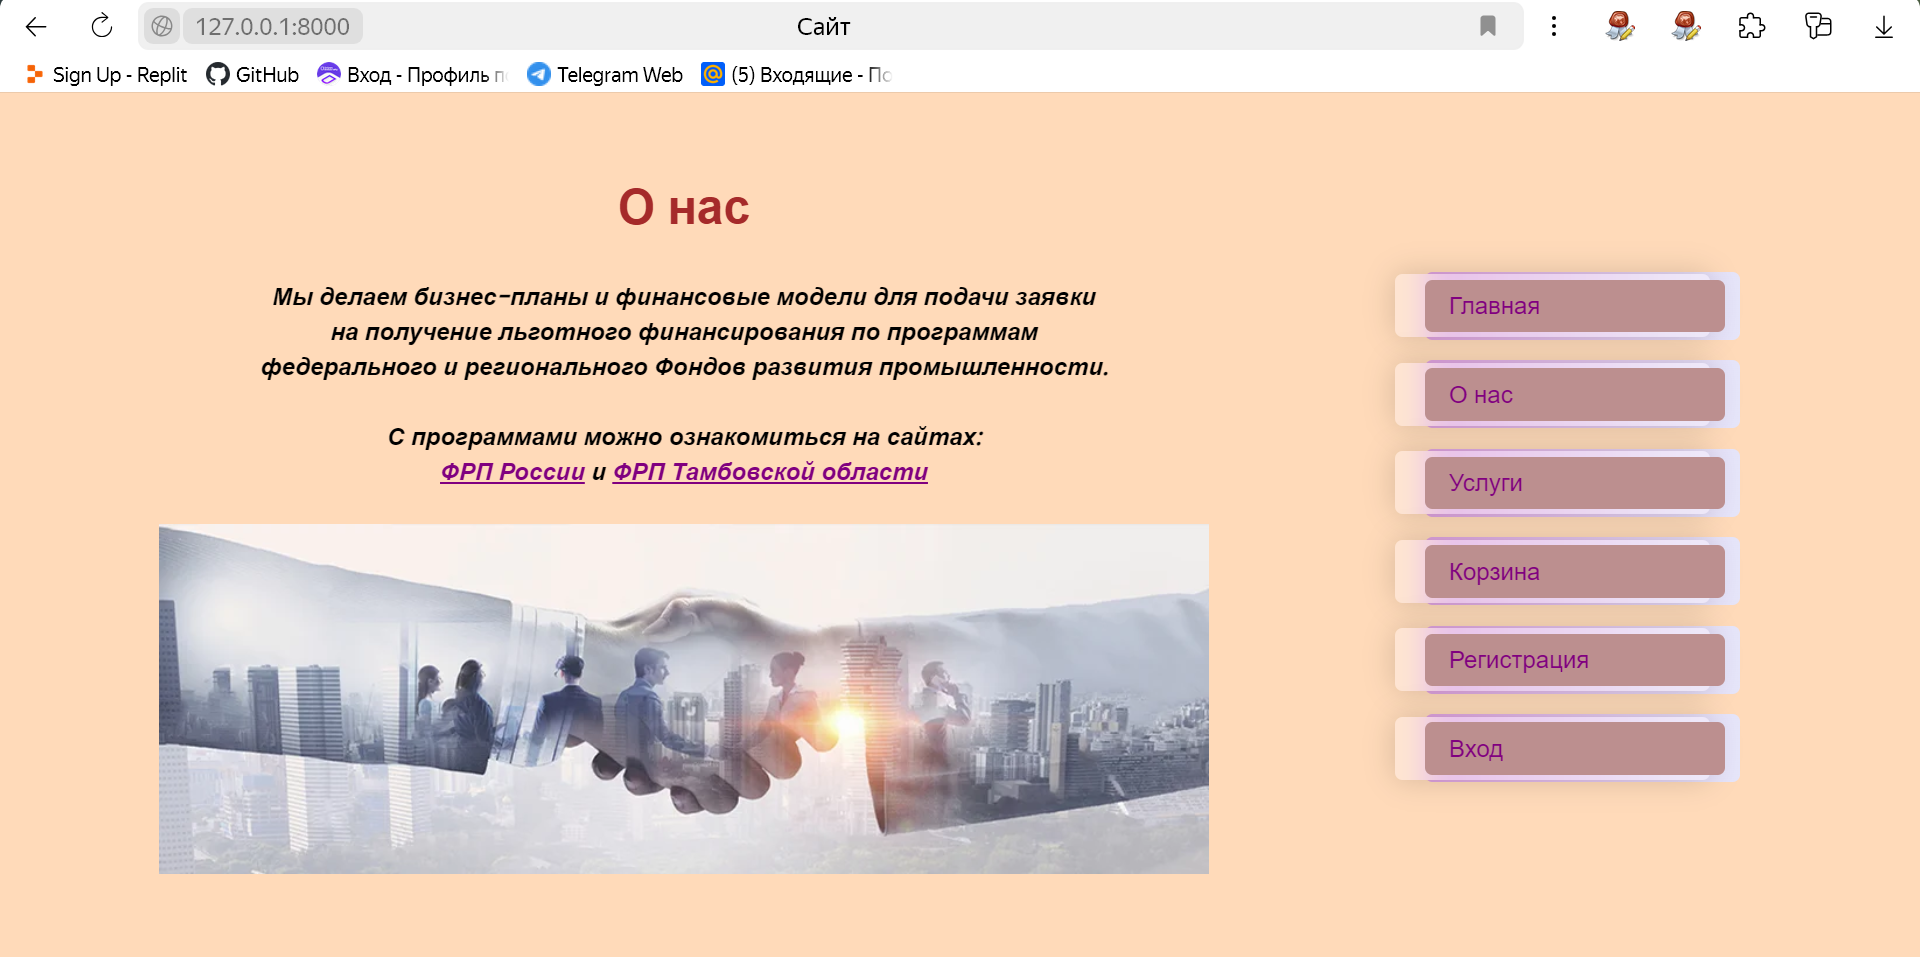 127.0.0.1:8000
Сайт
Sign Up - Replit
GitHub
Вход - Профиль
Telegram Web
(5) Входящие -
О нас
Мы делаем бизнес-планы и финансовые модели для подачи заявки
на получение льготного финансирования по программам
федерального и регионального Фондов развития промышленности.
С программами можно ознакомиться на сайтах:
ФРП России и ФРП Тамбовской области
Главная
О нас
Услуги
Корзина
Регистрация
Вход